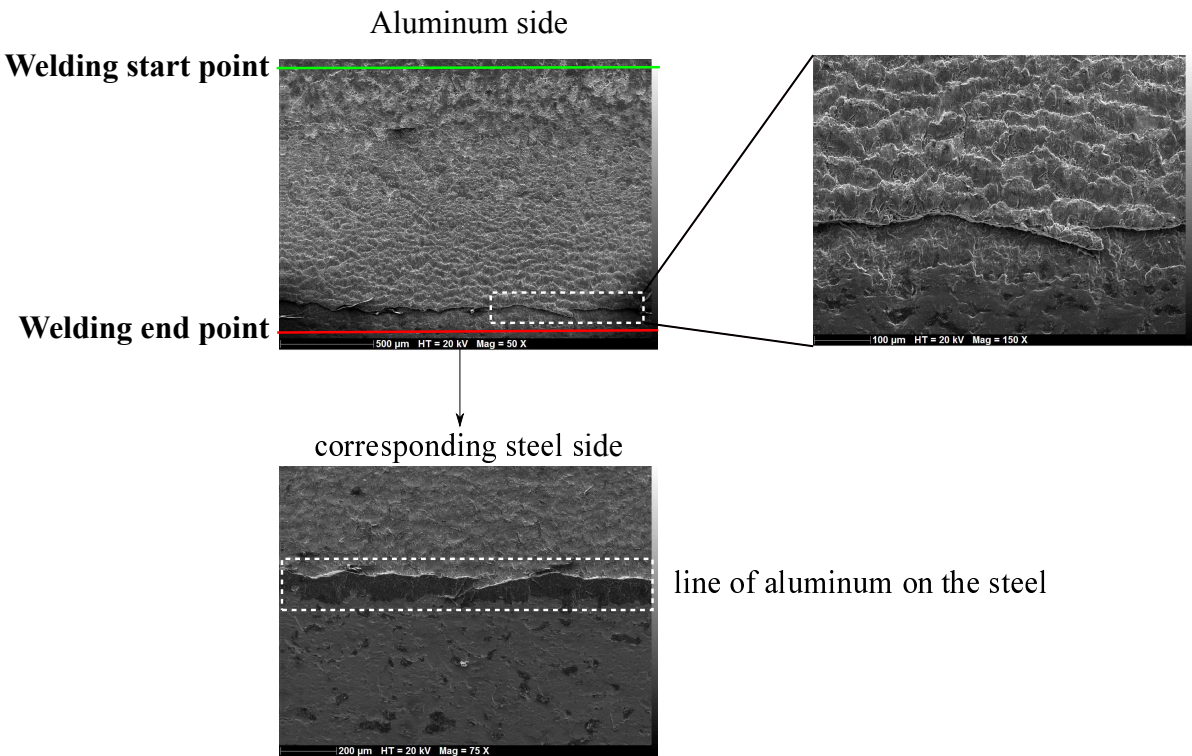 Aluminum side
Welding start point
Welding end point
500 µm HT = 20 kV Mag = 50 X
100 µm HT = 20 kV Mag = 150 X
corresponding steel side
line of aluminum on the steel
200 µm HT = 20 kV Mag = 75 X